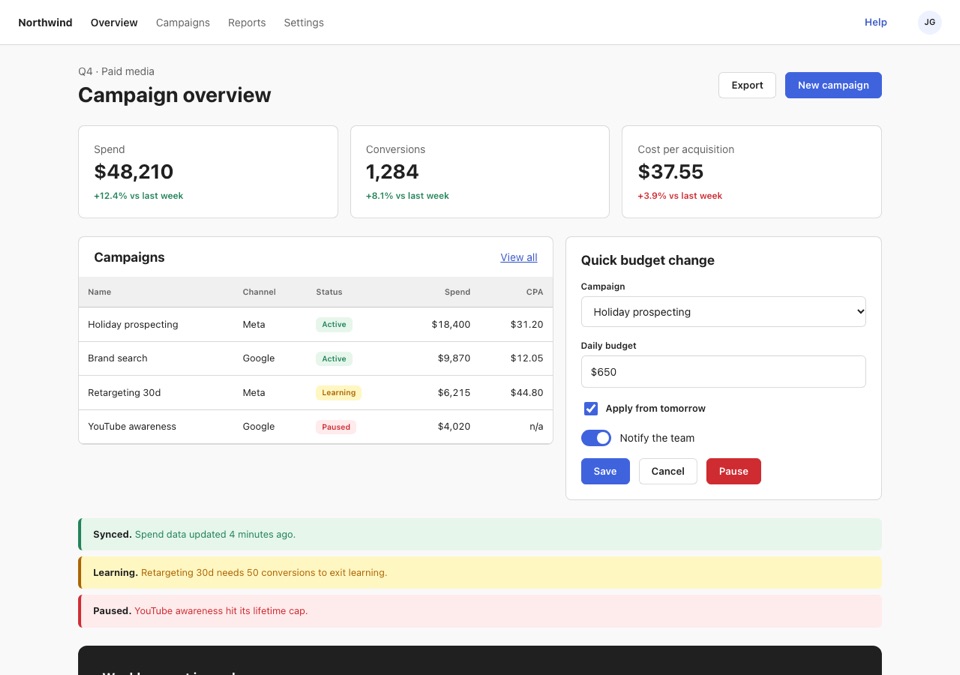 Northwind Overview Campaigns Reports Settings Help JG
Q4 · Paid media
Campaign overview
Export New campaign
Spend
$48,210
+12.4% vs last week
Conversions
1,284
+8.1% vs last week
Cost per acquisition
$37.55
+3.9% vs last week
Campaigns View all
Name Channel Status Spend CPA
Holiday prospecting Meta Active $18,400 $31.20
Brand search Google Active $9,870 $12.05
Retargeting 30d Meta Learning $6,215 $44.80
YouTube awareness Google Paused $4,020 n/a
Quick budget change
Campaign
Holiday prospecting
Daily budget
$650
Apply from tomorrow
Notify the team
Save Cancel Pause
Synced. Spend data updated 4 minutes ago.
Learning. Retargeting 30d needs 50 conversions to exit learning.
Paused. YouTube awareness hit its lifetime cap.